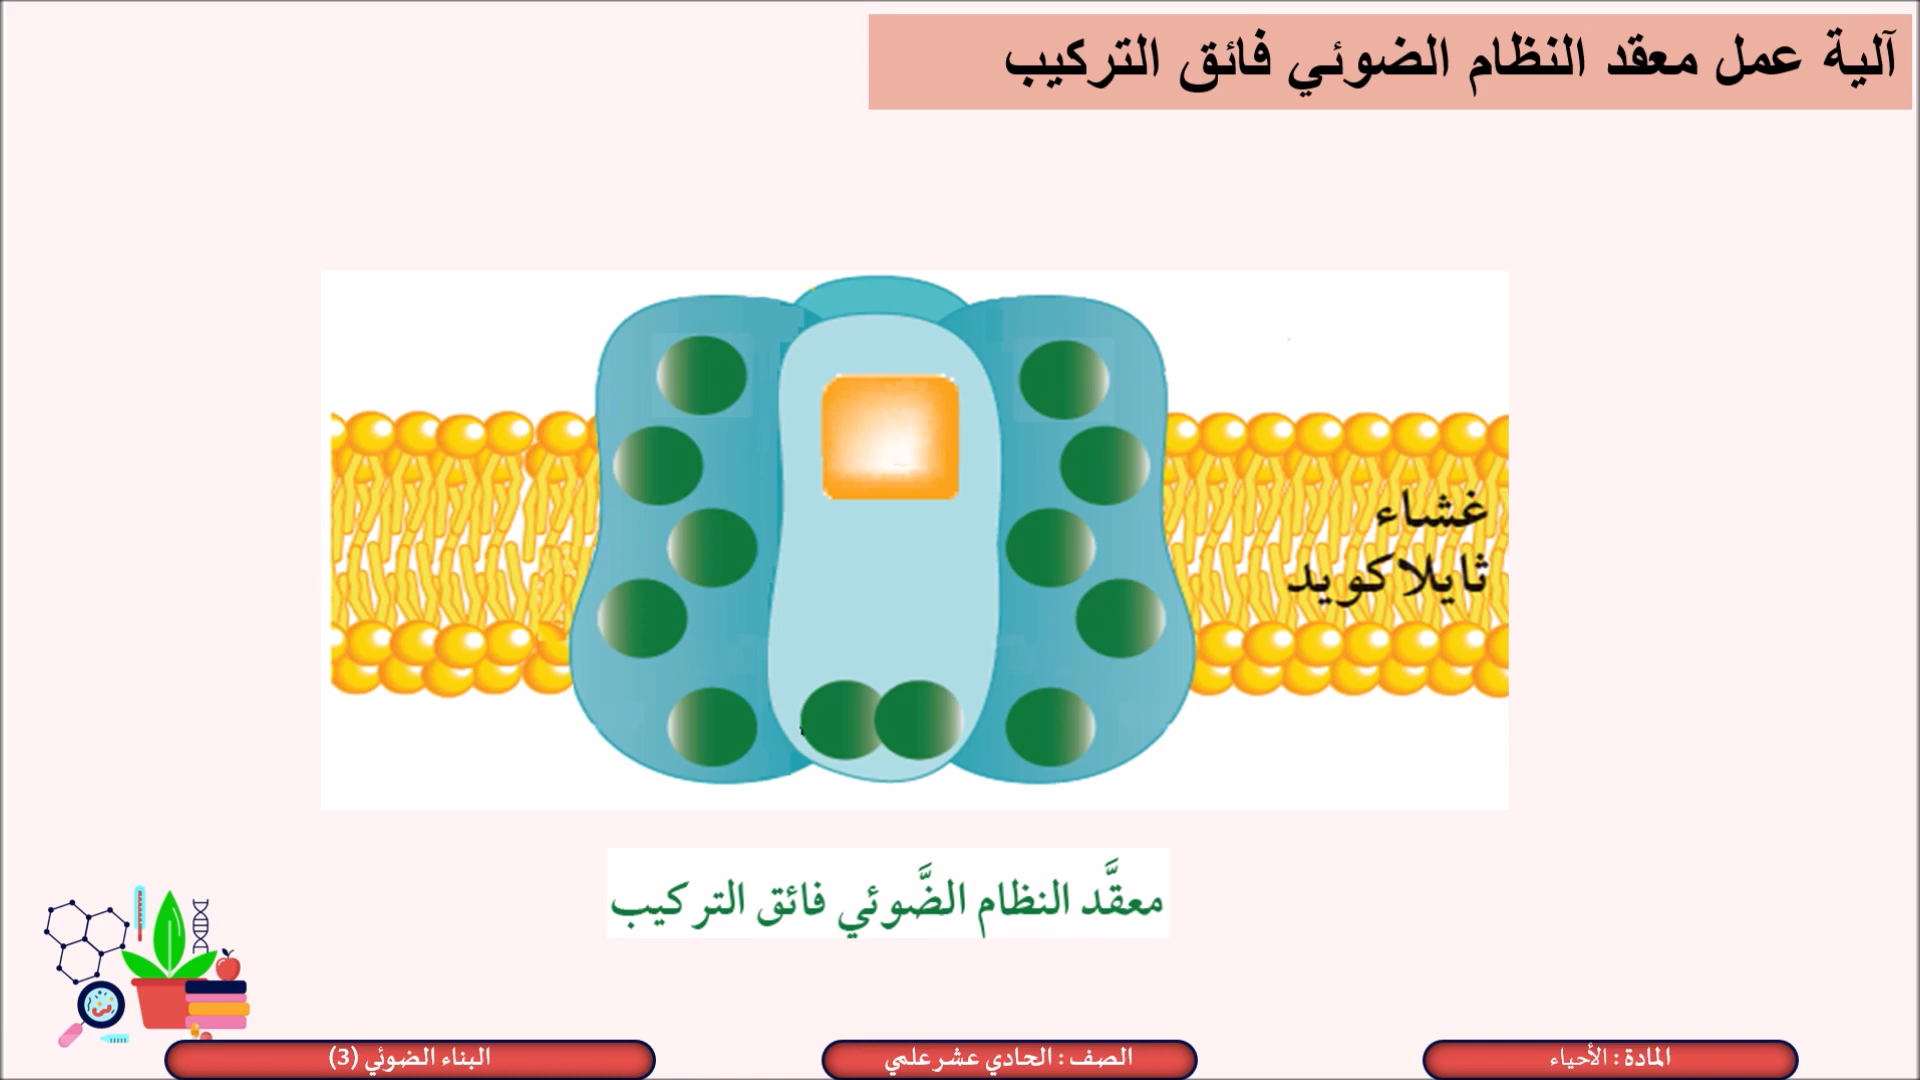 آلية عمل معقد النظام الضوئي فائق التركيب
غشاء
ثايلاكويد
معقَّد النظام الضَّوئي فائق التركيب
المادة : الأحياء
الصف : الحادي عشر علمي
البناء الضوئي (3)